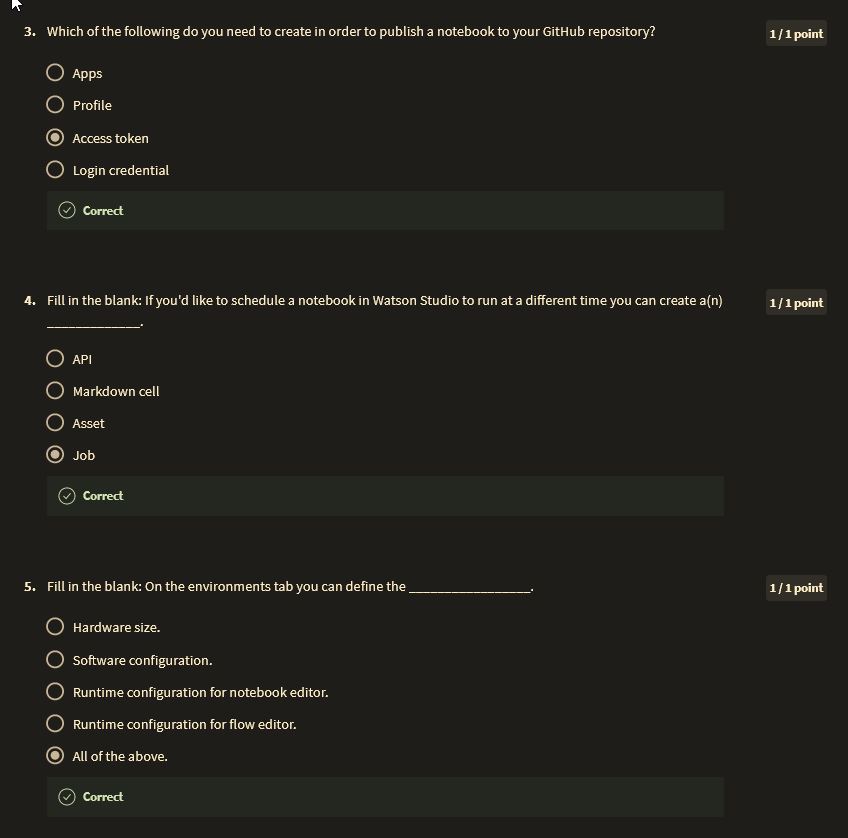 3. Which of the following do you need to create in order to publish a notebook to your GitHub repository?
1 / 1 point
Apps
Profile
Access token
Login credential
Correct
4. Fill in the blank: If you'd like to schedule a notebook in Watson Studio to run at a different time you can create a(n)
1 / 1 point
______________.
API
Markdown cell
Asset
Job
Correct
5. Fill in the blank: On the environments tab you can define the __________________.
1 / 1 point
Hardware size.
Software configuration.
Runtime configuration for notebook editor.
Runtime configuration for flow editor.
All of the above.
Correct